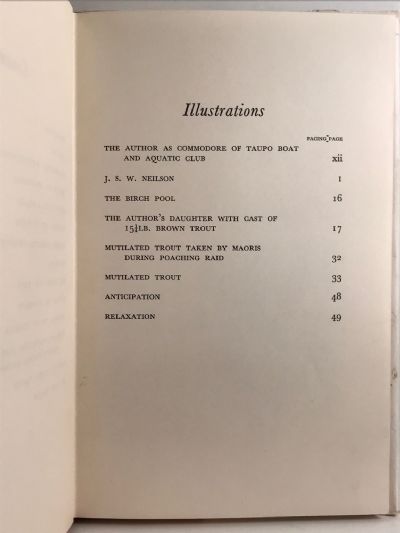 Illustrations
FACING PAGE
THE AUTHOR AS COMMODORE OF TAUPO BOAT
AND AQUATIC CLUB xii
J. S. W. NEILSON 1
THE BIRCH POOL 16
THE AUTHOR'S DAUGHTER WITH CAST OF
15¼LB. BROWN TROUT 17
MUTILATED TROUT TAKEN BY MAORIS
DURING POACHING RAID 32
MUTILATED TROUT 33
ANTICIPATION 48
RELAXATION 49